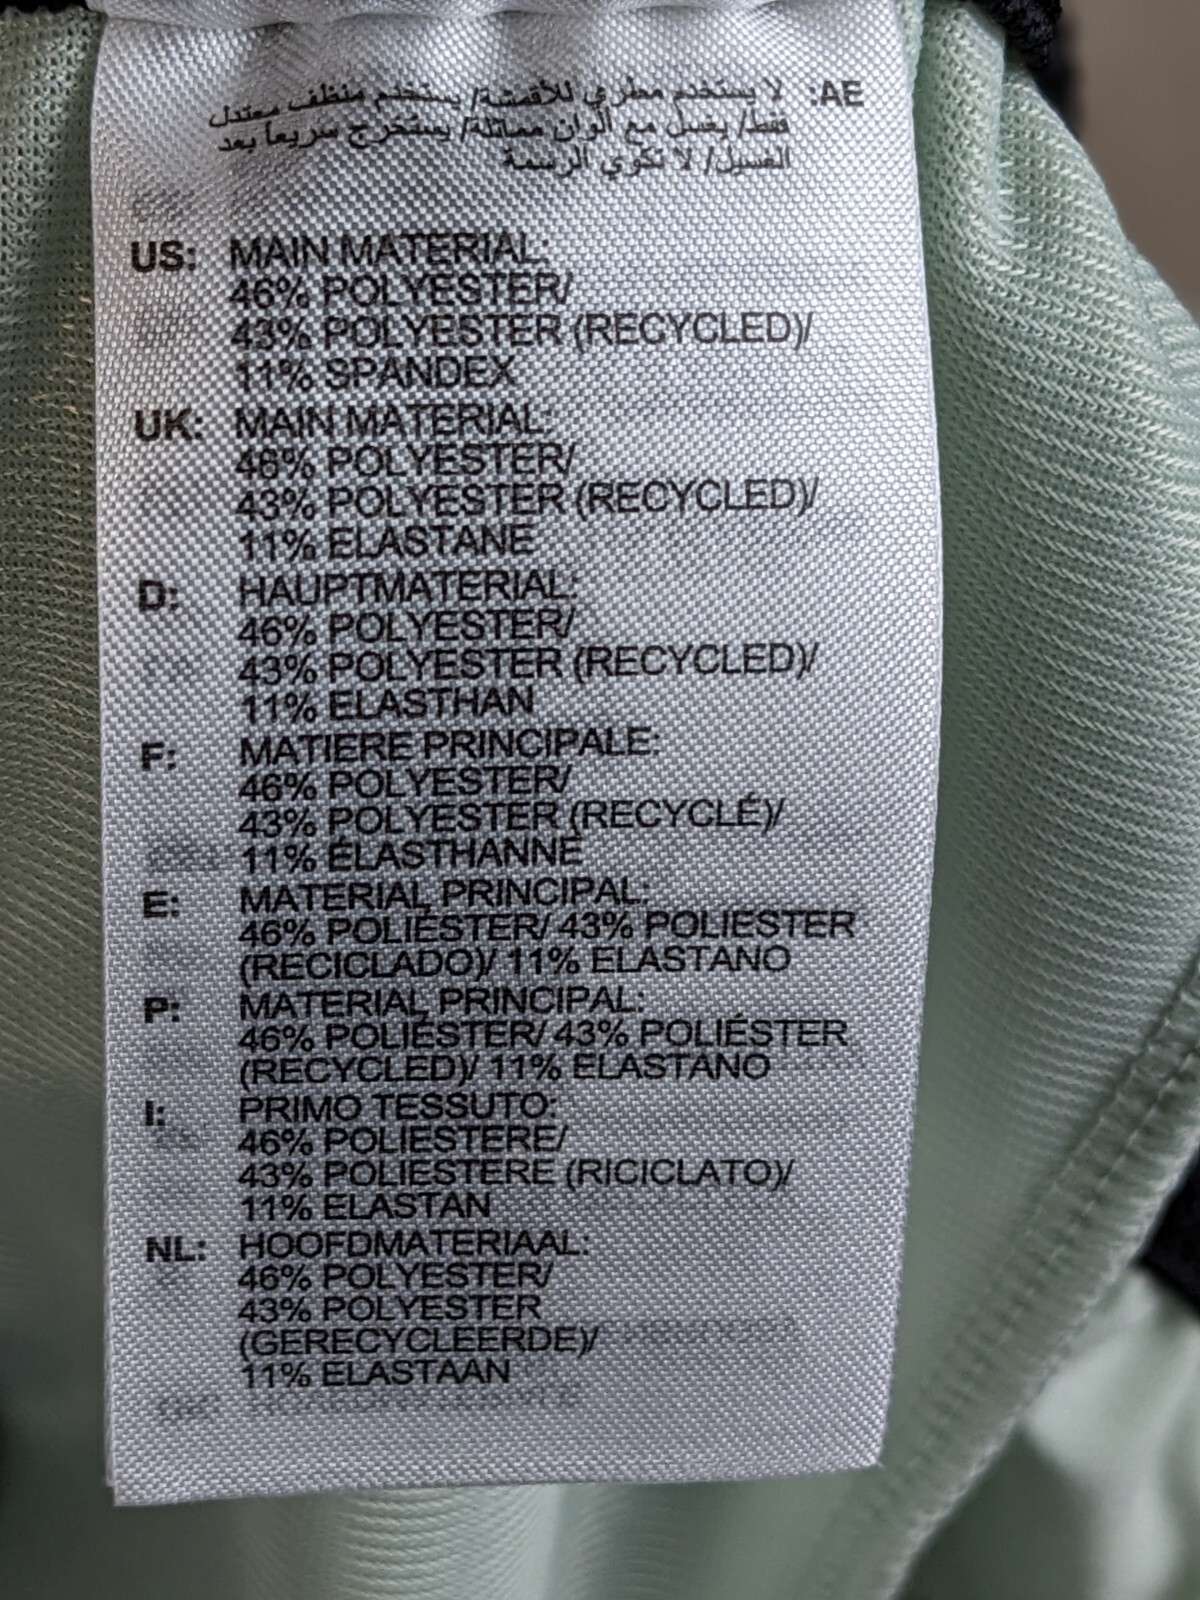 AE: لا يستخدم مطري للأقمشة/ يستخدم منظف معتدل
فقط/ يغسل مع ألوان مماثلة/ يستخرج سريعا بعد
الغسيل/ لا تكوي الرسمة
US: MAIN MATERIAL:
46% POLYESTER/
43% POLYESTER (RECYCLED)/
11% SPANDEX
UK: MAIN MATERIAL:
46% POLYESTER/
43% POLYESTER (RECYCLED)/
11% ELASTANE
D: HAUPTMATERIAL:
46% POLYESTER/
43% POLYESTER (RECYCLED)/
11% ELASTHAN
F: MATIERE PRINCIPALE:
46% POLYESTER/
43% POLYESTER (RECYCLÉ)/
11% ÉLASTHANNE
E: MATERIAL PRINCIPAL:
46% POLIÉSTER/ 43% POLIÉSTER
(RECICLADO)/ 11% ELASTANO
P: MATERIAL PRINCIPAL:
46% POLIÉSTER/ 43% POLIÉSTER
(RECYCLED)/ 11% ELASTANO
I: PRIMO TESSUTO:
46% POLIESTERE/
43% POLIESTERE (RICICLATO)/
11% ELASTAN
NL: HOOFDMATERIAAL:
46% POLYESTER/
43% POLYESTER
(GERECYCLEERDE)/
11% ELASTAAN